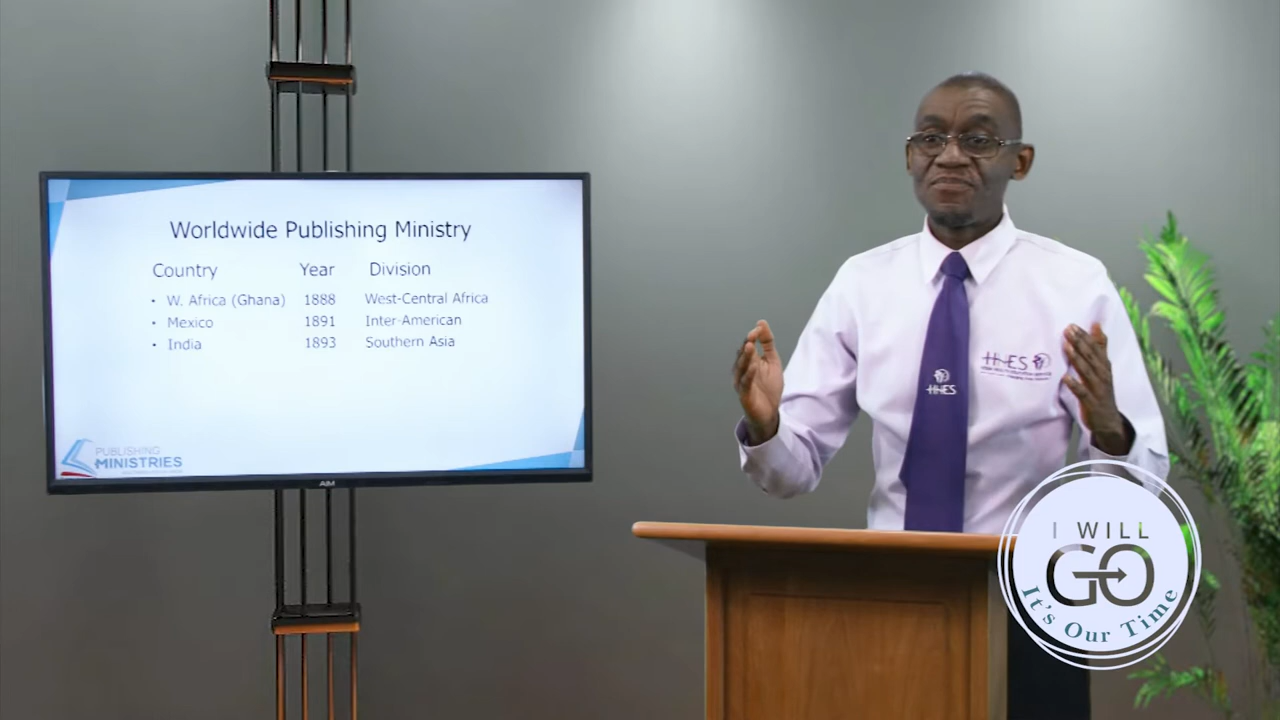 Worldwide Publishing Ministry
Country Year Division
• W. Africa (Ghana) 1888 West-Central Africa
• Mexico 1891 Inter-American
• India 1893 Southern Asia
PUBLISHING
MINISTRIES
AIM
HHES
HHES
I WILL
GO
It's Our Time